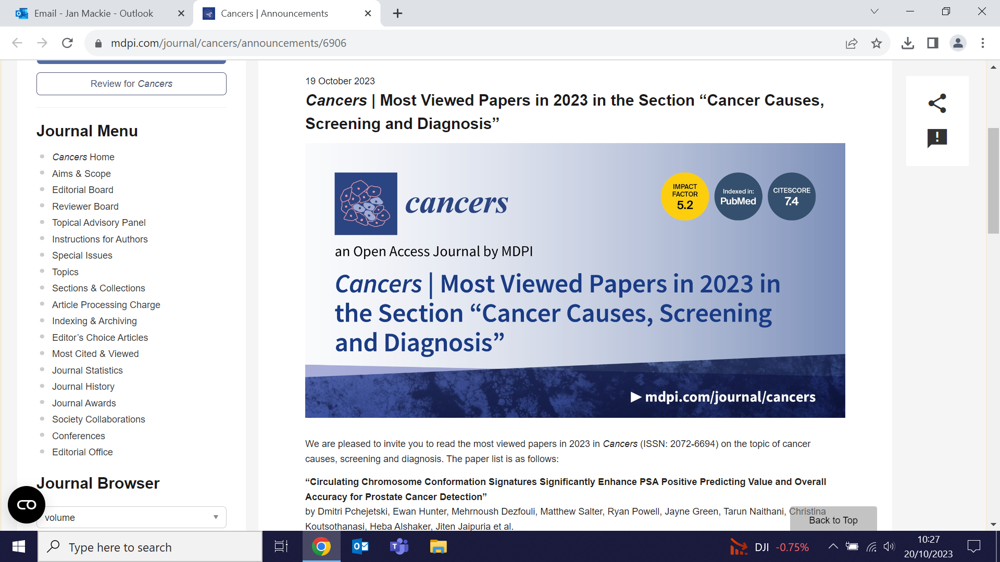 Email - Jan Mackie - Outlook
Cancers | Announcements
mdpi.com/journal/cancers/announcements/6906
Review for Cancers
Journal Menu
Cancers Home
Aims & Scope
Editorial Board
Reviewer Board
Topical Advisory Panel
Instructions for Authors
Special Issues
Topics
Sections & Collections
Article Processing Charge
Indexing & Archiving
Editor’s Choice Articles
Most Cited & Viewed
Journal Statistics
Journal History
Journal Awards
Society Collaborations
Conferences
Editorial Office
Journal Browser
volume
19 October 2023
Cancers | Most Viewed Papers in 2023 in the Section “Cancer Causes,
Screening and Diagnosis”
cancers
IMPACT
FACTOR
5.2
Indexed in:
PubMed
CITESCORE
7.4
an Open Access Journal by MDPI
Cancers | Most Viewed Papers in 2023 in
the Section “Cancer Causes, Screening
and Diagnosis”
mdpi.com/journal/cancers
We are pleased to invite you to read the most viewed papers in 2023 in Cancers (ISSN: 2072-6694) on the topic of cancer
causes, screening and diagnosis. The paper list is as follows:
“Circulating Chromosome Conformation Signatures Significantly Enhance PSA Positive Predicting Value and Overall
Accuracy for Prostate Cancer Detection”
by Dmitri Pchejetski, Ewan Hunter, Mehrnoush Dezfouli, Matthew Salter, Ryan Powell, Jayne Green, Tarun Naithani, Christina
Koutsothanasi, Heba Alshaker, Jiten Jaipuria et al.
Back to Top
Type here to search
DJI -0.75%
10:27
20/10/2023